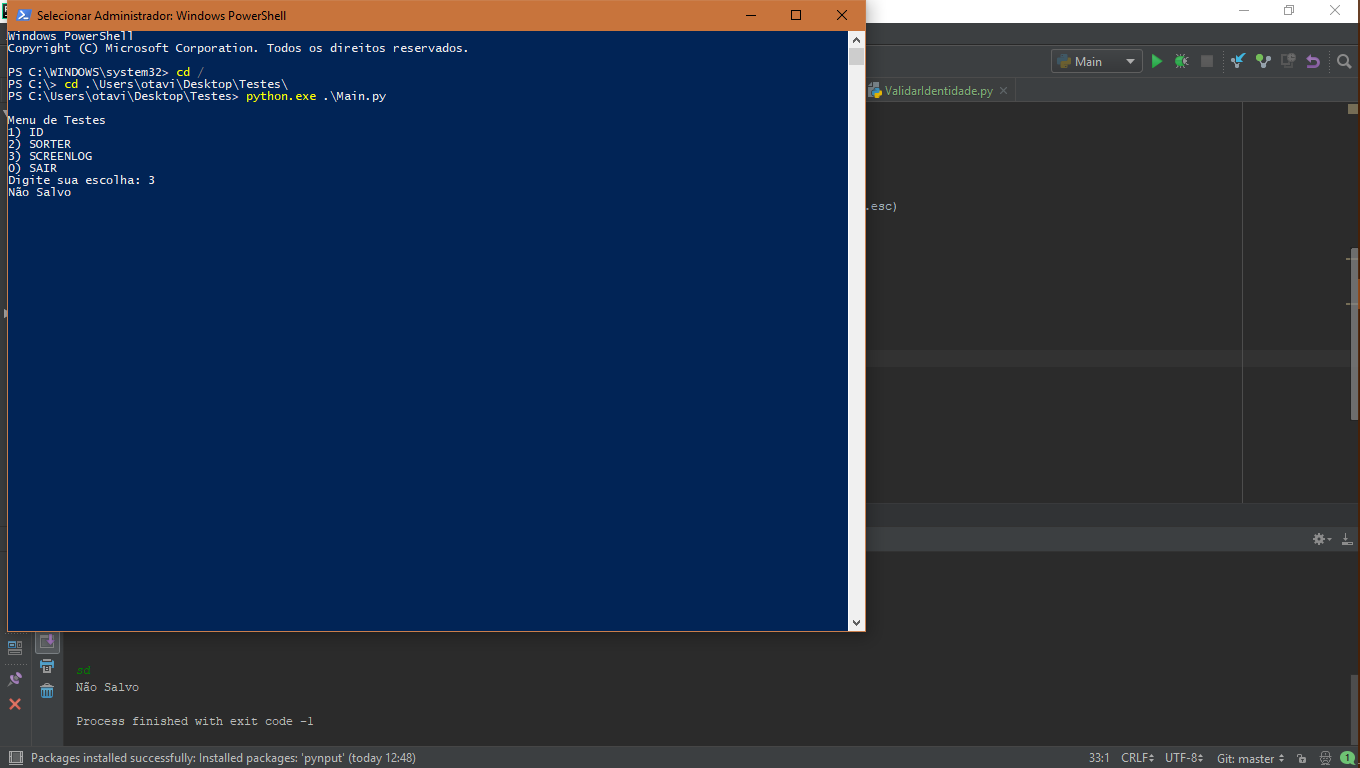 Selecionar Administrador: Windows PowerShell
Windows PowerShell
Copyright (C) Microsoft Corporation. Todos os direitos reservados.
PS C:\WINDOWS\system32> cd /
PS C:\> cd .\Users\otavi\Desktop\Testes\
PS C:\Users\otavi\Desktop\Testes> python.exe .\Main.py
Menu de Testes
1) ID
2) SORTER
3) SCREENLOG
0) SAIR
Digite sua escolha: 3
Não Salvo
Main
ValidarIdentidade.py
.esc)
sd
Não Salvo
Process finished with exit code -1
Packages installed successfully: Installed packages: 'pynput' (today 12:48)
33:1 CRLF UTF-8 Git: master 1